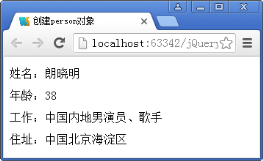 创建person对象
localhost:63342/jQuery
姓名：朗晓明
年龄：38
工作：中国内地男演员、歌手
住址：中国北京海淀区